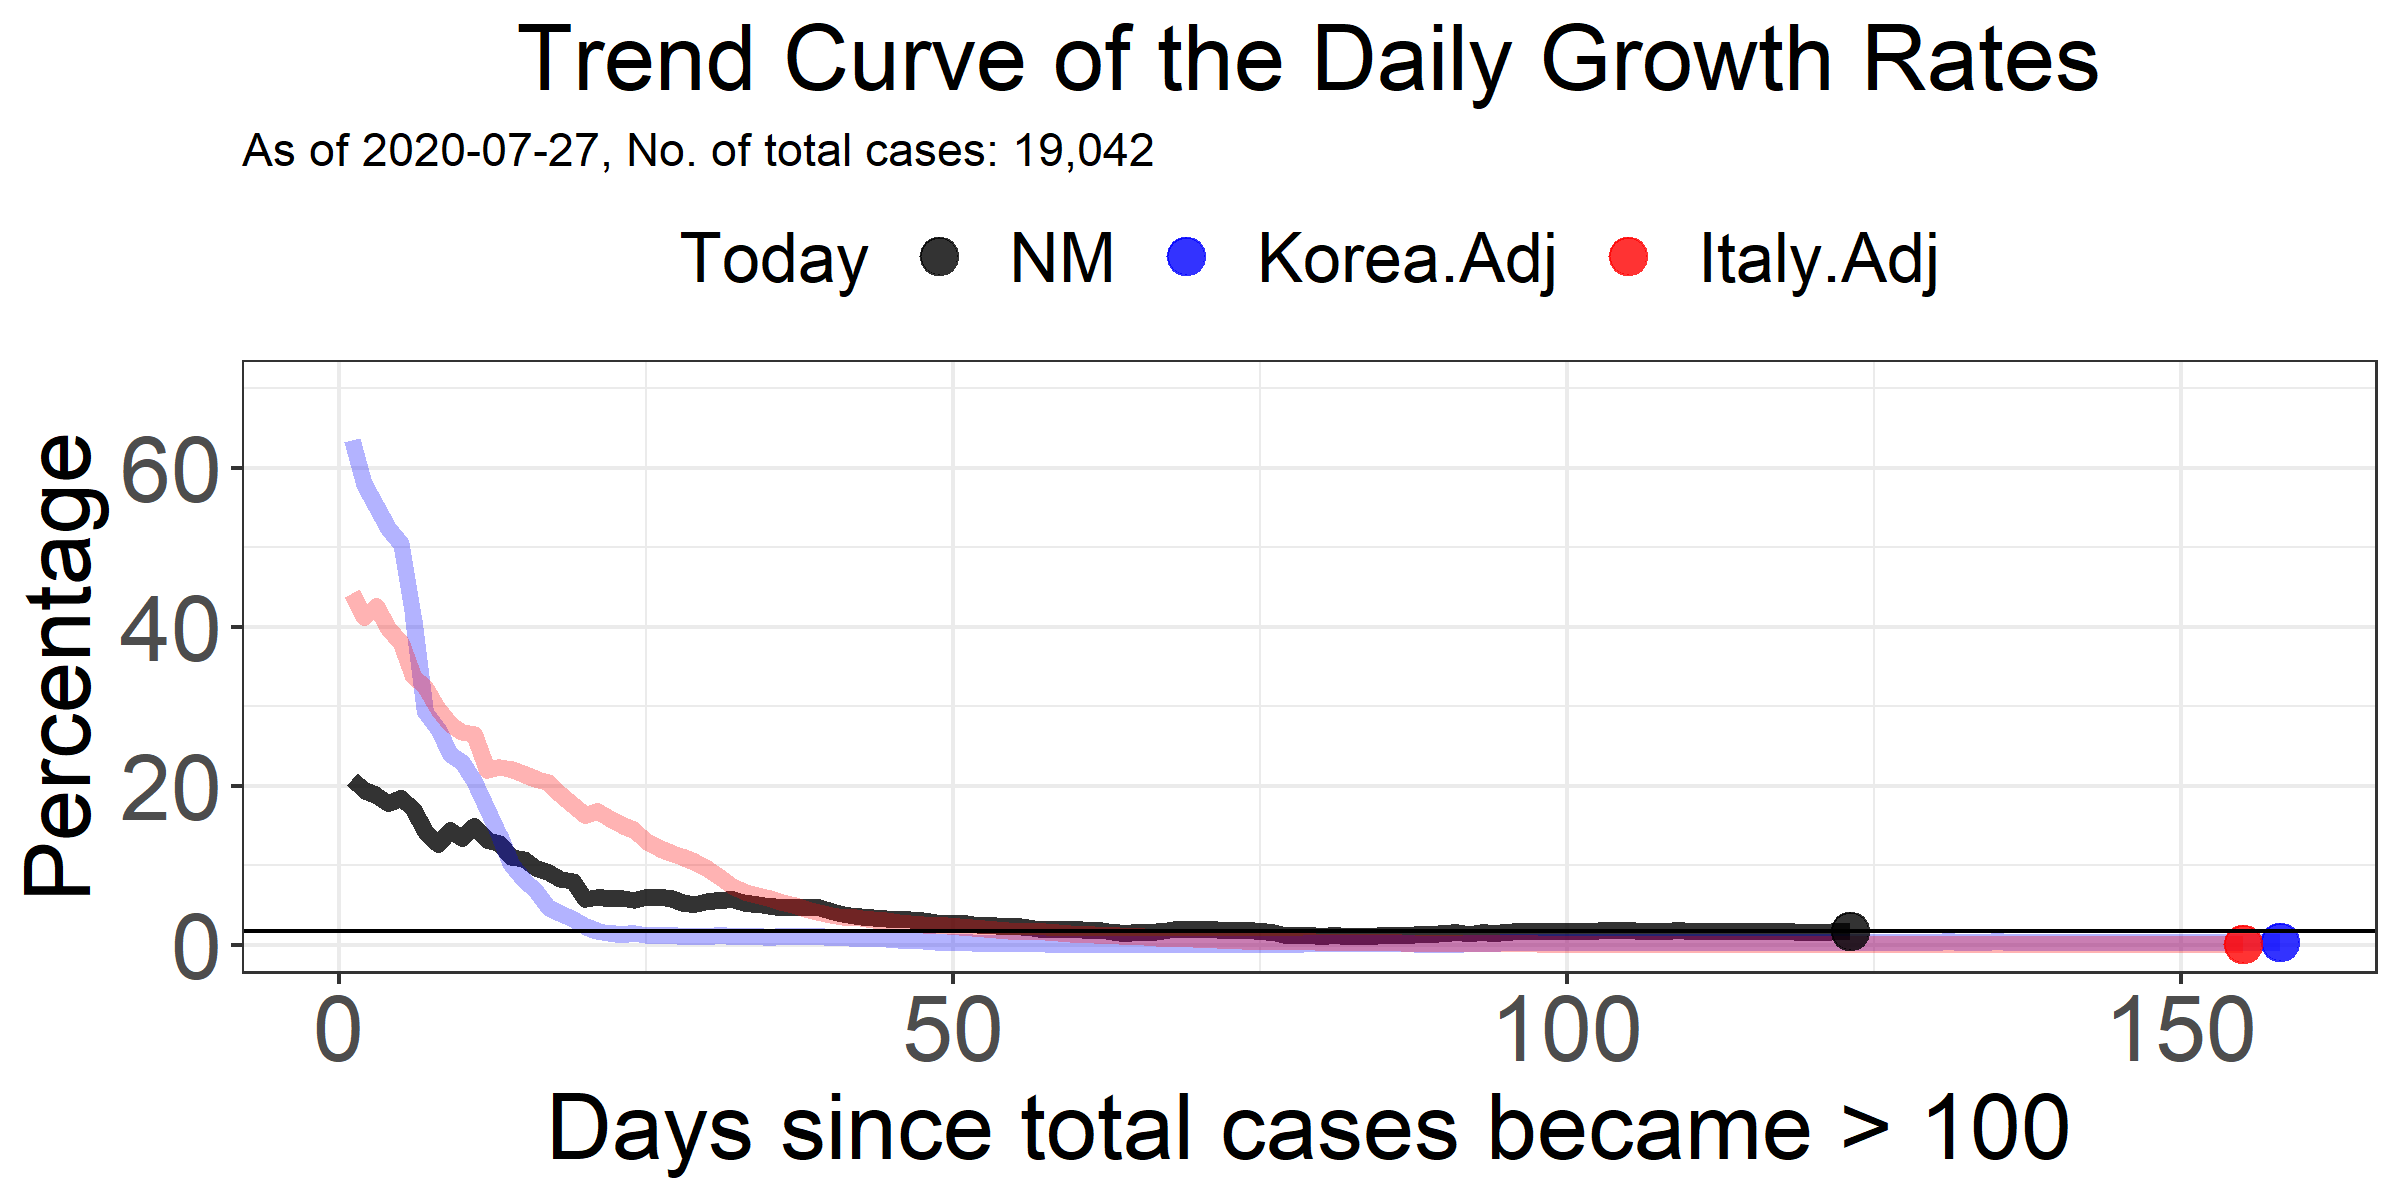 Trend Curve of the Daily Growth Rates
As of 2020-07-27, No. of total cases: 19,042
Today NM Korea.Adj Italy.Adj
Percentage
60
40
20
0
0 50 100 150
Days since total cases became > 100